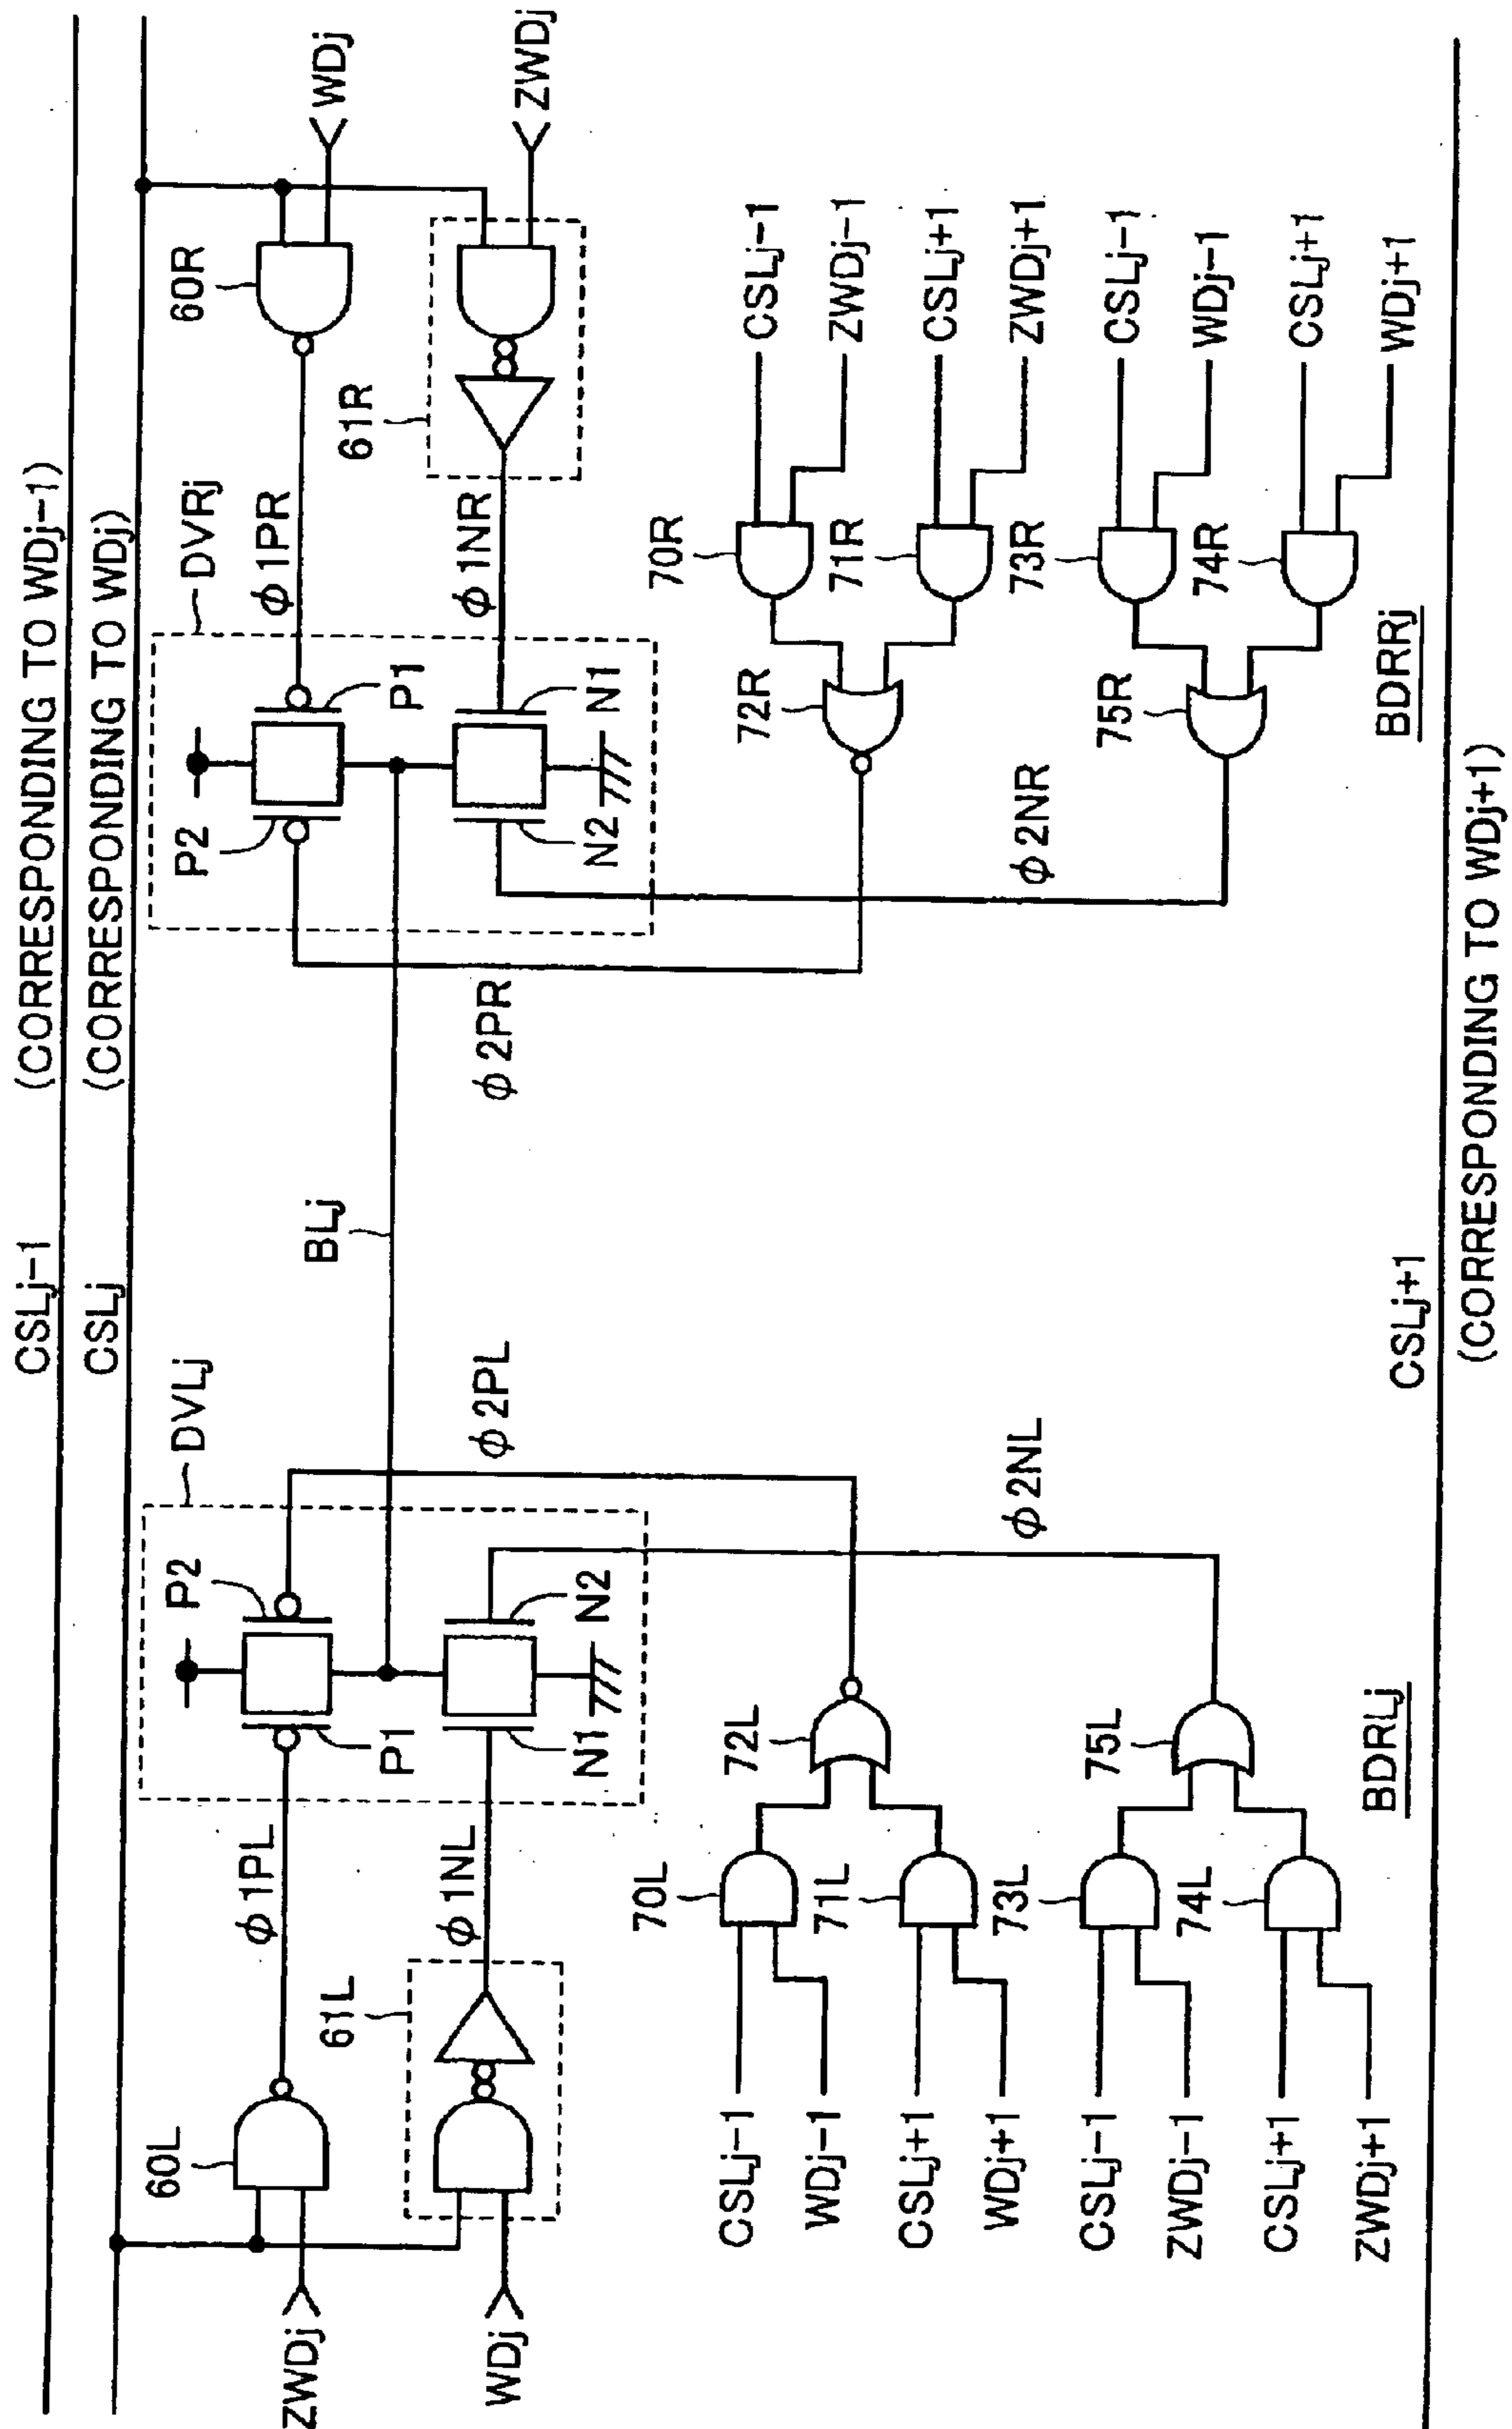 CSLj-1 (CORRESPONDING TO WDj-1)
CSLj (CORRESPONDING TO WDj)
DVLj
DVRj
ZWDj
60L
φ1PL
P2
P1
φ2PL
BLj
P2
P1
φ1PR
60R
WDj
WDj
61L
φ1NL
N1
N2
φ2PR
N2
N1
φ1NR
61R
ZWDj
CSLj-1
WDj-1
70L
72L
72R
70R
CSLj-1
ZWDj-1
CSLj+1
WDj+1
71L
φ2NL
φ2NR
71R
CSLj+1
ZWDj+1
CSLj-1
ZWDj-1
73L
75L
75R
73R
CSLj-1
WDj-1
CSLj+1
ZWDj+1
74L
74R
CSLj+1
WDj+1
BDRLj
BDRRj
CSLj+1
(CORRESPONDING TO WDj+1)